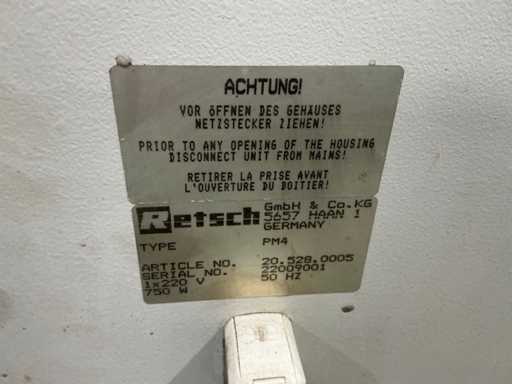 ACHTUNG!
VOR ÖFFNEN DES GEHÄUSES
NETZSTECKER ZIEHEN!
PRIOR TO ANY OPENING OF THE HOUSING
DISCONNECT UNIT FROM MAINS!
RETIRER LA PRISE AVANT
L'OUVERTURE DU BOITIER!
Retsch GmbH & Co.KG
5657 HAAN 1
GERMANY
TYPE PM4
ARTICLE NO. 20.528.0005
SERIAL NO. 22009001
1x220 V 50 HZ
750 W